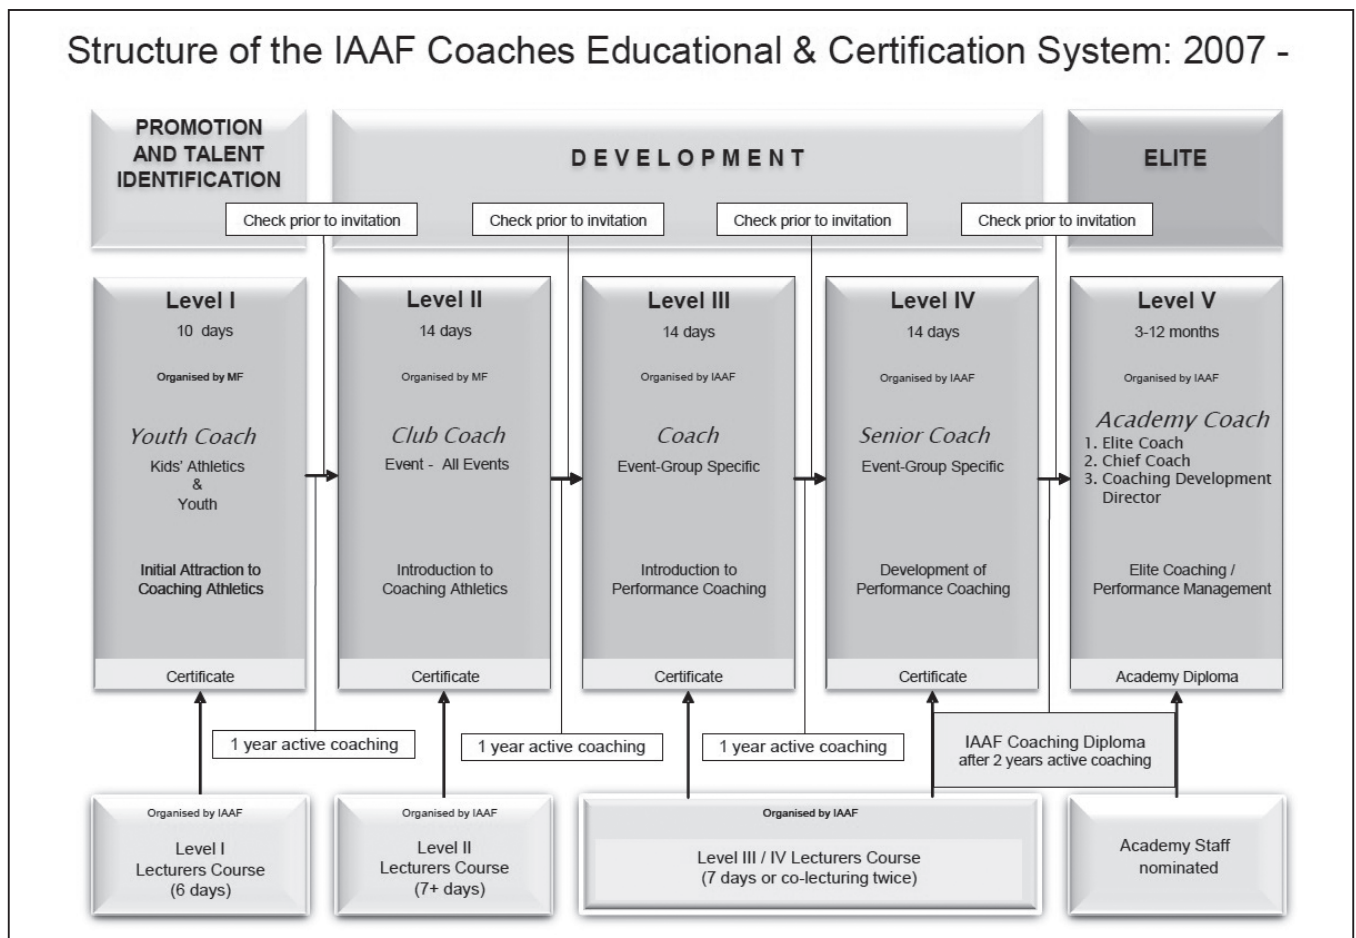 Structure of the IAAF Coaches Educational & Certification System: 2007 -
PROMOTION
AND TALENT
IDENTIFICATION
DEVELOPMENT
ELITE
Check prior to invitation
Check prior to invitation
Check prior to invitation
Check prior to invitation
Level I
10 days
Organised by MF
Youth Coach
Kids' Athletics
&
Youth
Initial Attraction to
Coaching Athletics
Certificate
Level II
14 days
Organised by MF
Club Coach
Event - All Events
Introduction to
Coaching Athletics
Certificate
Level III
14 days
Organised by IAAF
Coach
Event-Group Specific
Introduction to
Performance Coaching
Certificate
Level IV
14 days
Organised by IAAF
Senior Coach
Event-Group Specific
Development of
Performance Coaching
Certificate
Level V
3-12 months
Organised by IAAF
Academy Coach
1. Elite Coach
2. Chief Coach
3. Coaching Development
Director
Elite Coaching /
Performance Management
Academy Diploma
1 year active coaching
1 year active coaching
1 year active coaching
IAAF Coaching Diploma
after 2 years active coaching
Organised by IAAF
Level I
Lecturers Course
(6 days)
Organised by IAAF
Level II
Lecturers Course
(7+ days)
Organised by IAAF
Level III / IV Lecturers Course
(7 days or co-lecturing twice)
Academy Staff
nominated